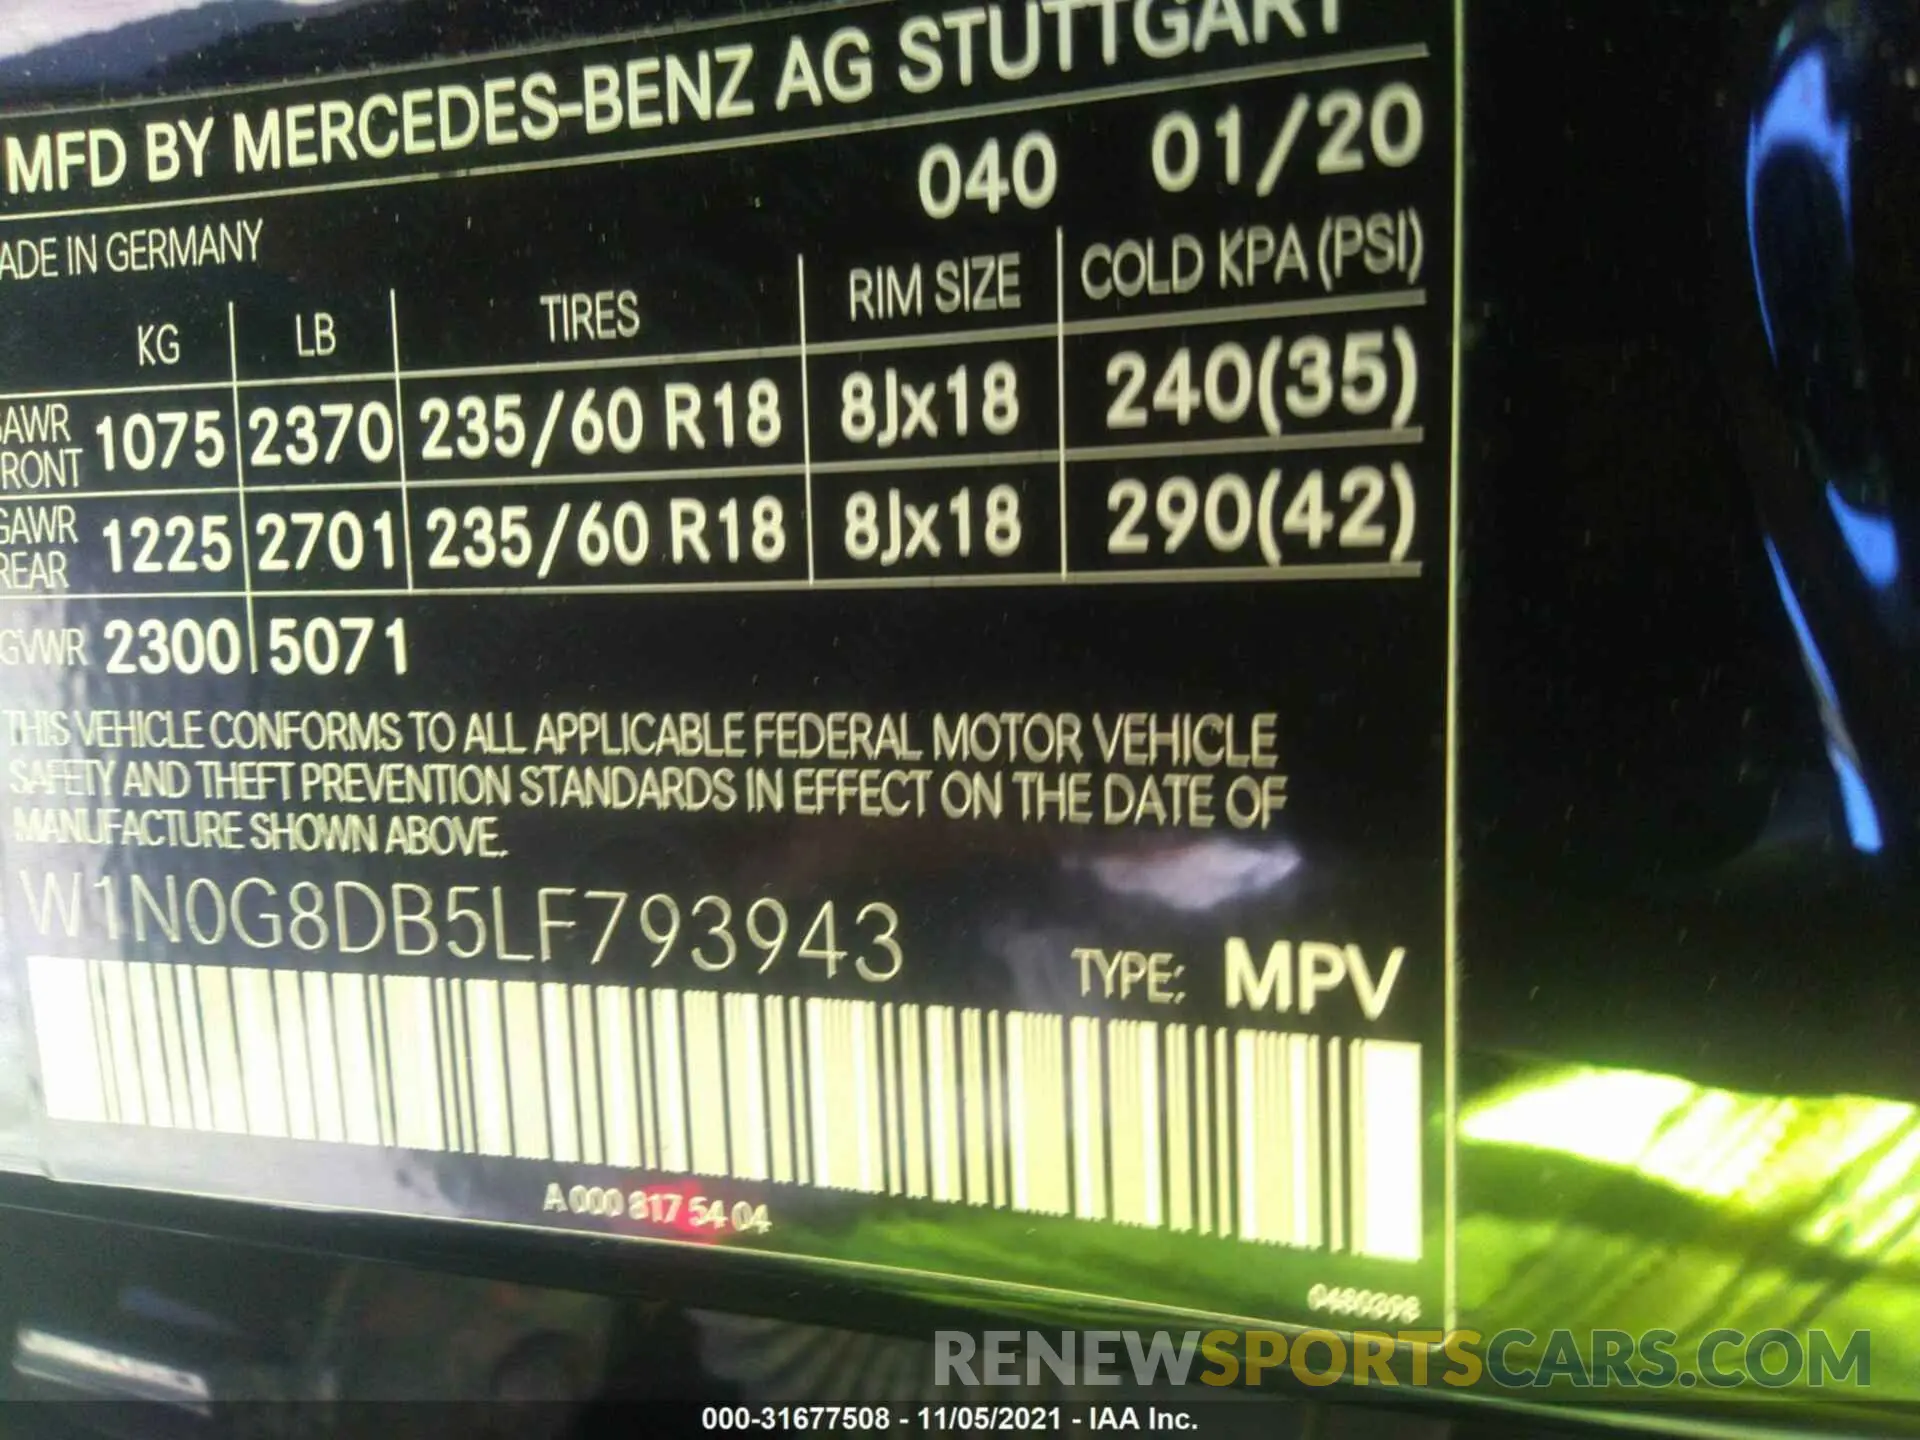 MFD BY MERCEDES-BENZ AG STUTTGART
040 01/20
ADE IN GERMANY
KG LB TIRES RIM SIZE COLD KPA (PSI)
GAWR RONT 1075 2370 235/60 R18 8Jx18 240(35)
GAWR REAR 1225 2701 235/60 R18 8Jx18 290(42)
GVWR 2300 5071
THIS VEHICLE CONFORMS TO ALL APPLICABLE FEDERAL MOTOR VEHICLE
SAFETY AND THEFT PREVENTION STANDARDS IN EFFECT ON THE DATE OF
MANUFACTURE SHOWN ABOVE.
W1N0G8DB5LF793943
TYPE: MPV
A 000 817 54 04
RENEWSPORTSCARS.COM
000-31677508 - 11/05/2021 - IAA Inc.